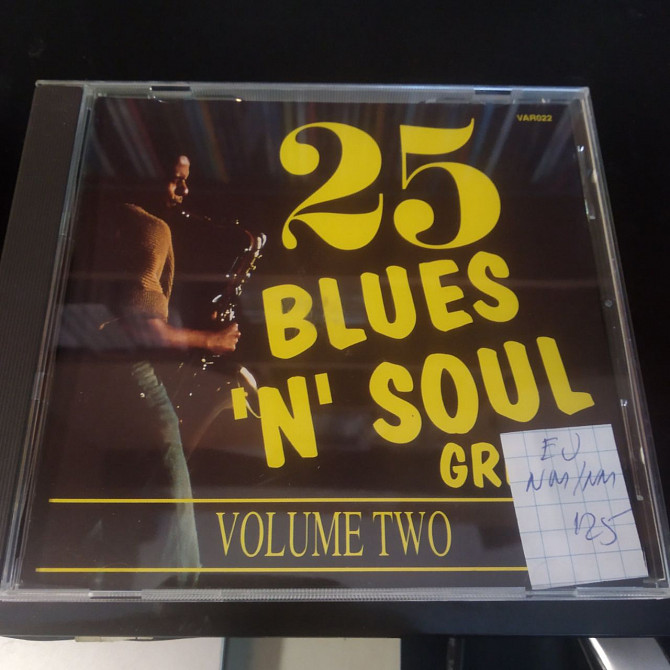 VAR022
25
BLUES
'N' SOUL
GR
VOLUME TWO
EU
NM/NM
125